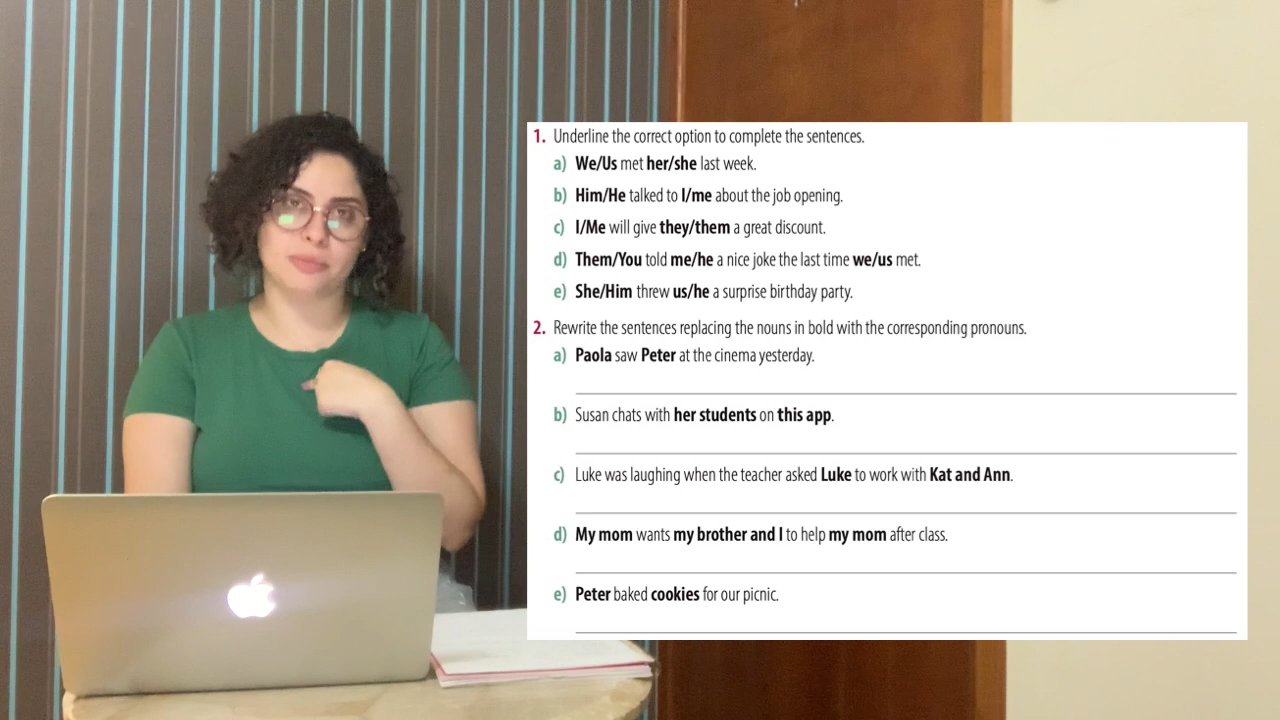 1. Underline the correct option to complete the sentences.
a) We/Us met her/she last week.
b) Him/He talked to I/me about the job opening.
c) I/Me will give they/them a great discount.
d) Them/You told me/he a nice joke the last time we/us met.
e) She/Him threw us/he a surprise birthday party.
2. Rewrite the sentences replacing the nouns in bold with the corresponding pronouns.
a) Paola saw Peter at the cinema yesterday.
b) Susan chats with her students on this app.
c) Luke was laughing when the teacher asked Luke to work with Kat and Ann.
d) My mom wants my brother and I to help my mom after class.
e) Peter baked cookies for our picnic.